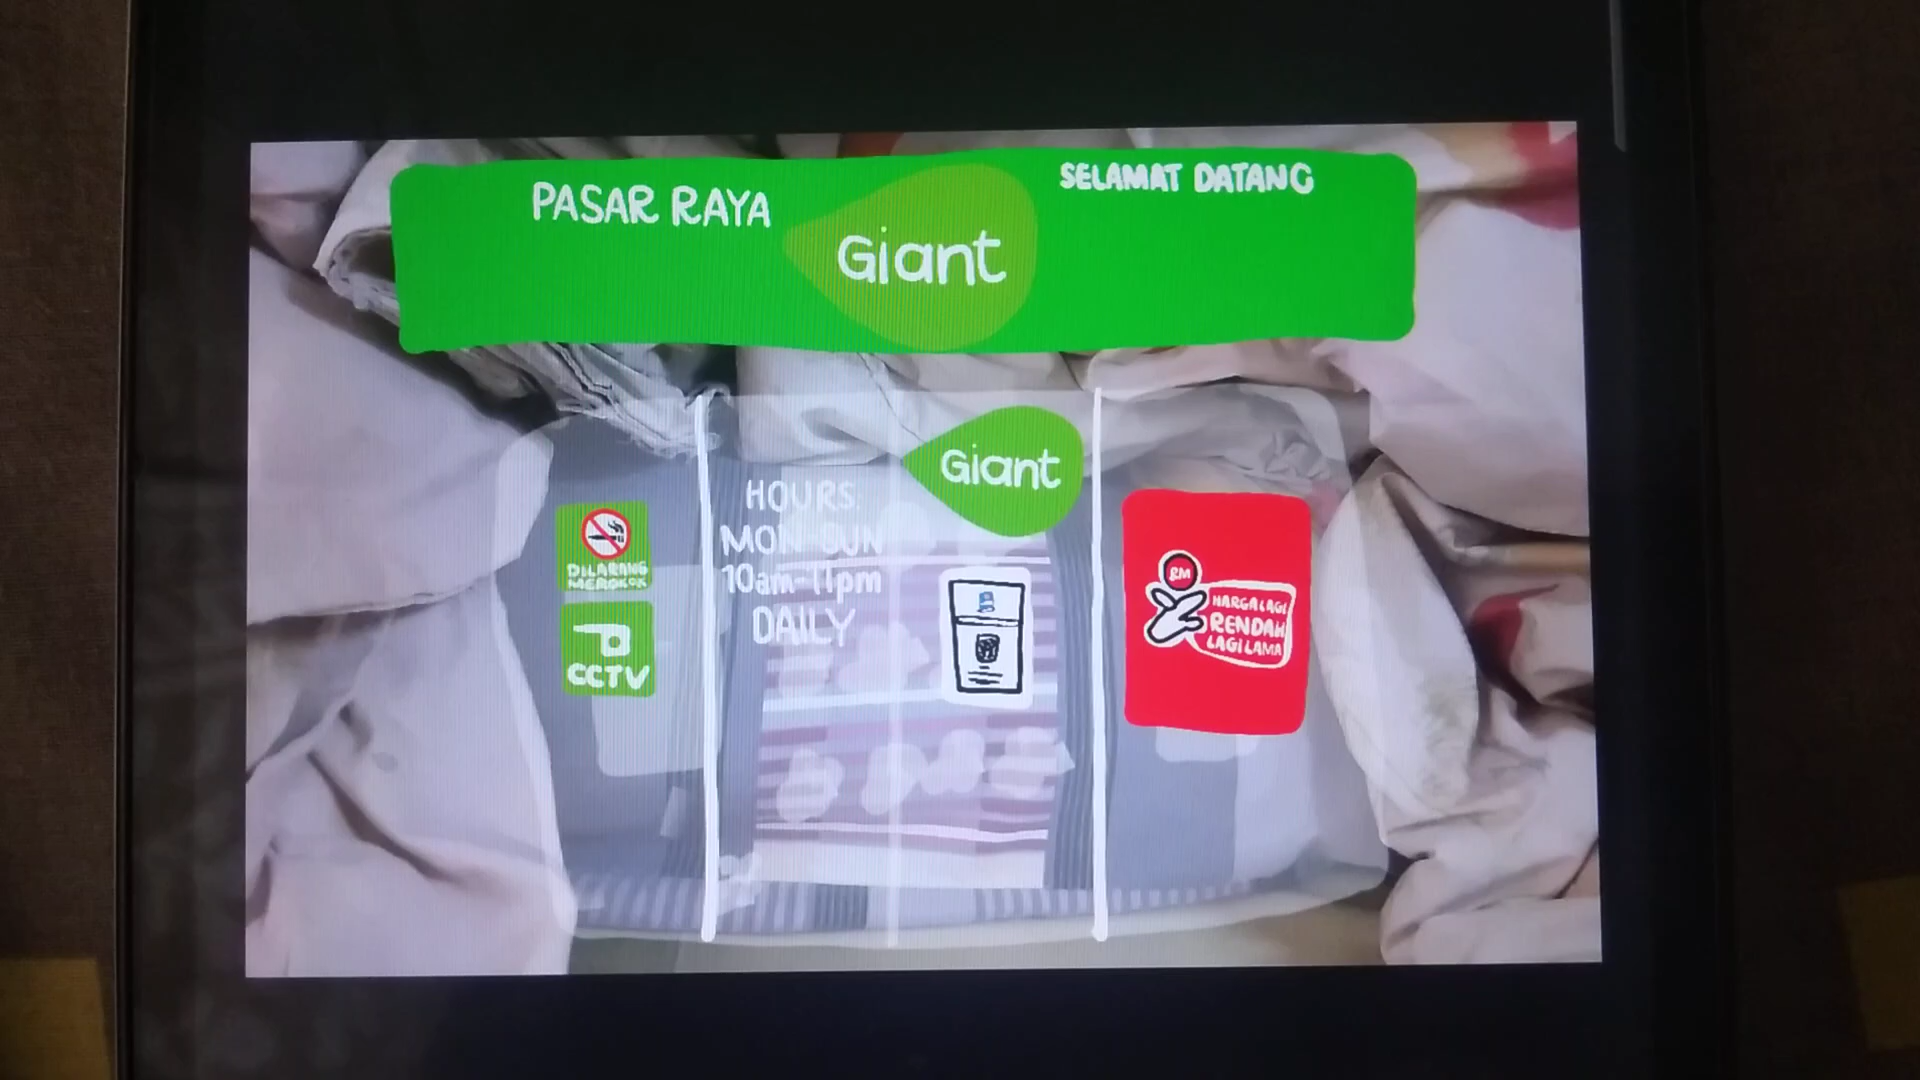 PASAR RAYA
Giant
SELAMAT DATANG
Giant
HOURS
MON-SUN
10am-11pm
DAILY
DILARANG
MEROKOK
CCTV
RM
HARGA LAGI
RENDAH
LAGI LAMA